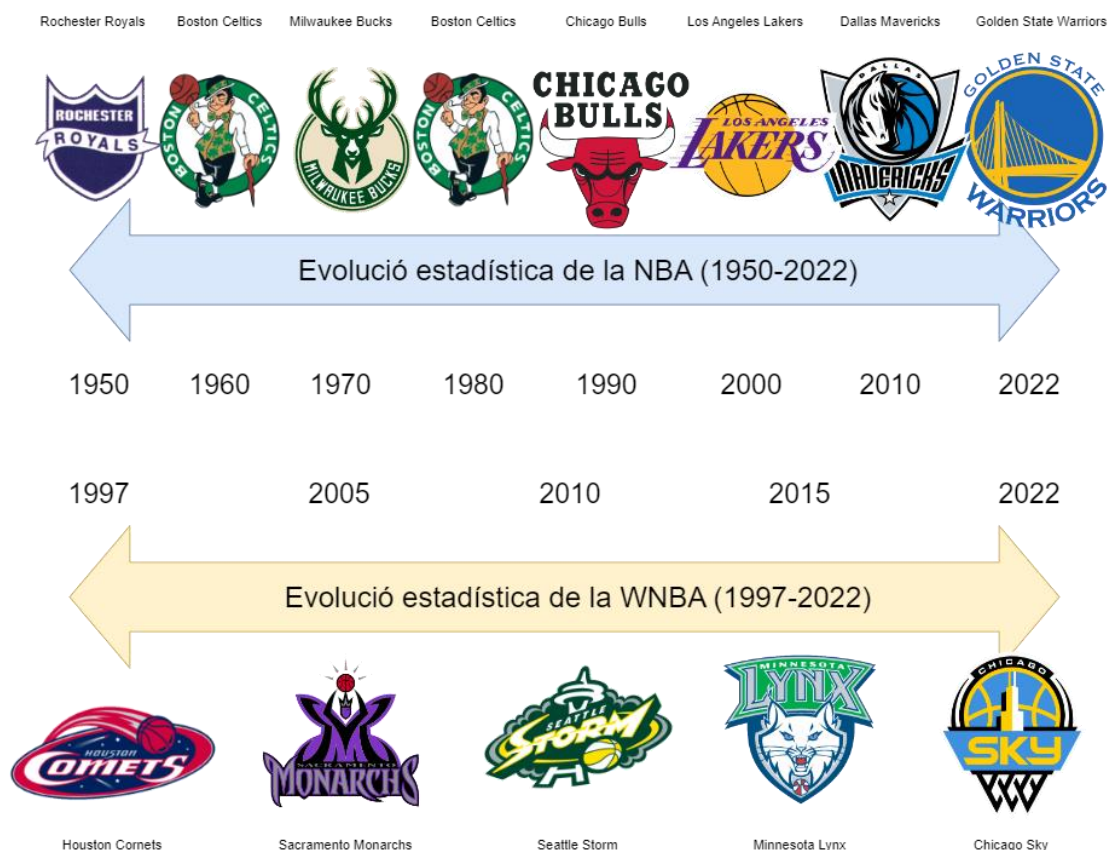 Rochester Royals Boston Celtics Milwaukee Bucks Boston Celtics Chicago Bulls Los Angeles Lakers Dallas Mavericks Golden State Warriors
ROCHESTER
ROYALS
BOSTON CELTICS
MILWAUKEE BUCKS
BOSTON CELTICS
CHICAGO
BULLS
LOS ANGELES
LAKERS
DALLAS
MAVERICKS
GOLDEN STATE
WARRIORS
Evolució estadística de la NBA (1950-2022)
1950 1960 1970 1980 1990 2000 2010 2022
1997 2005 2010 2015 2022
Evolució estadística de la WNBA (1997-2022)
HOUSTON
COMETS
SACRAMENTO
MONARCHS
SEATTLE
STORM
MINNESOTA
LYNX
CHICAGO
SKY
Houston Cornets Sacramento Monarchs Seattle Storm Minnesota Lynx Chicago Sky